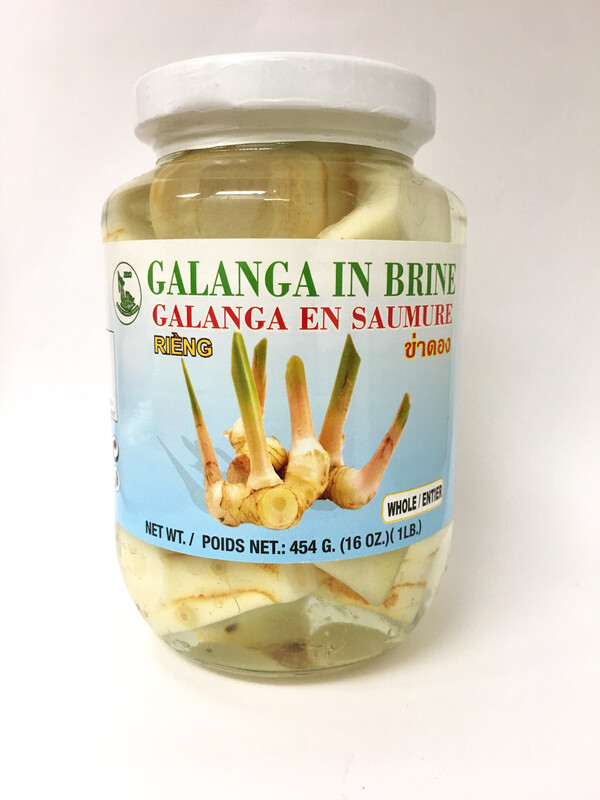 GALANGA IN BRINE
GALANGA EN SAUMURE
RIÈNG
ข่าดอง
WHOLE / ENTIER
NET WT. / POIDS NET.: 454 G. (16 OZ.)( 1LB.)